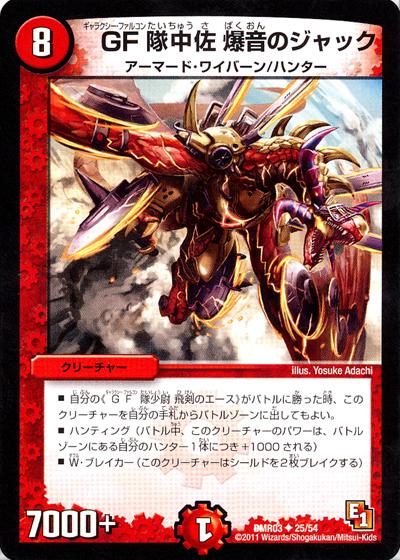 8
ギャラクシー・ファルコン たいちゅう さ ばくおん
GF 隊中佐 爆音のジャック
アーマード・ワイバーン/ハンター
illus. Yosuke Adachi
クリーチャー
■ 自分の《GF 隊少尉 飛剣のエース》がバトルに勝った時、この
クリーチャーを自分の手札からバトルゾーンに出してもよい。
■ ハンティング (バトル中、このクリーチャーのパワーは、バトル
ゾーンにある自分のハンター1体につき+1000される)
■ W・ブレイカー (このクリーチャーはシールドを2枚ブレイクする)
7000+
1
DMR03 ◆ 25/54
©2011 Wizards/Shogakukan/Mitsui-Kids
E1